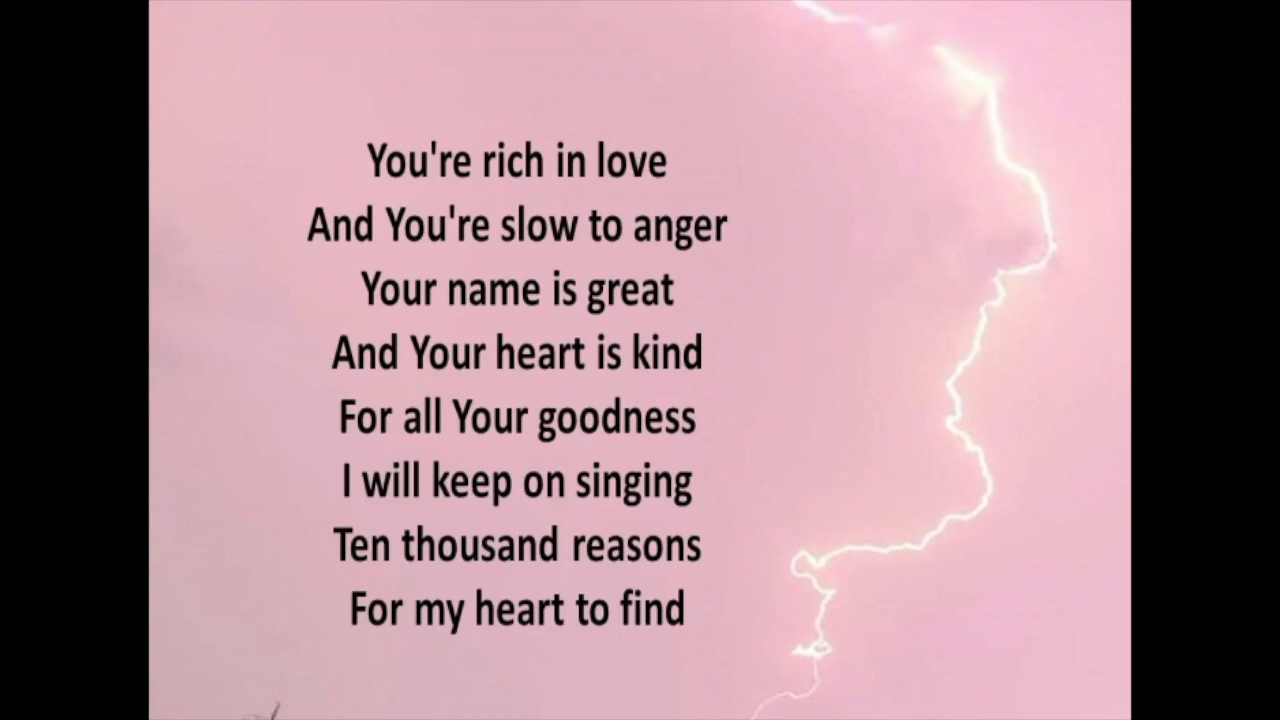 You're rich in love
And You're slow to anger
Your name is great
And Your heart is kind
For all Your goodness
I will keep on singing
Ten thousand reasons
For my heart to find